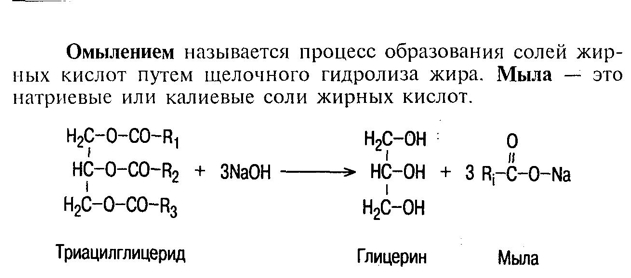 Омылением называется процесс образования солей жир-
ных кислот путем щелочного гидролиза жира. Мыла — это
натриевые или калиевые соли жирных кислот.
H₂C–O–CO–R₁ H₂C–OH O
HC–O–CO–R₂ + 3NaOH ⟶ HC–OH + 3 Rᵢ–C–O–Na
H₂C–O–CO–R₃ H₂C–OH
Триацилглицерид Глицерин Мыла